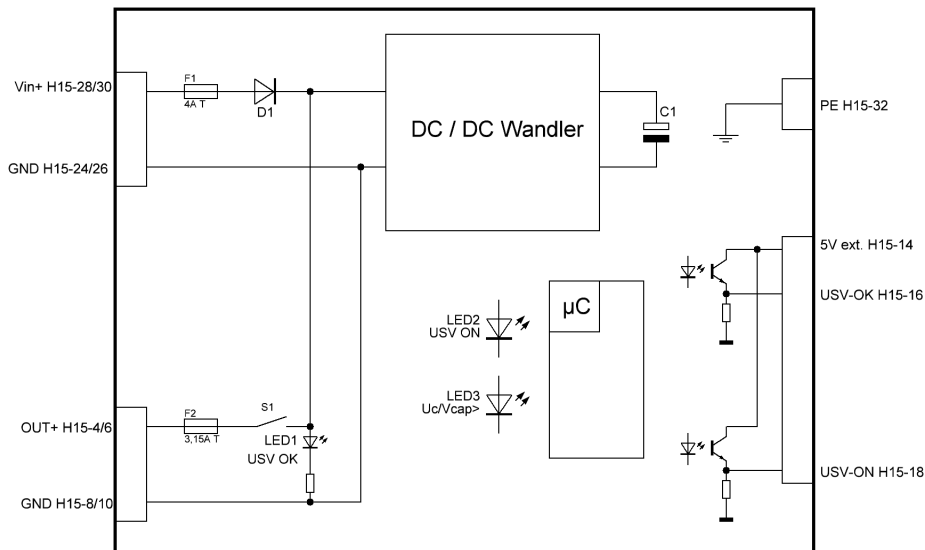 Vin+ H15-28/30
F1
4A T
D1
DC / DC Wandler
C1
PE H15-32
GND H15-24/26
5V ext. H15-14
USV-OK H15-16
µC
LED2
USV ON
LED3
Uc/Vcap>
OUT+ H15-4/6
F2
3,15A T
S1
LED1
USV OK
USV-ON H15-18
GND H15-8/10